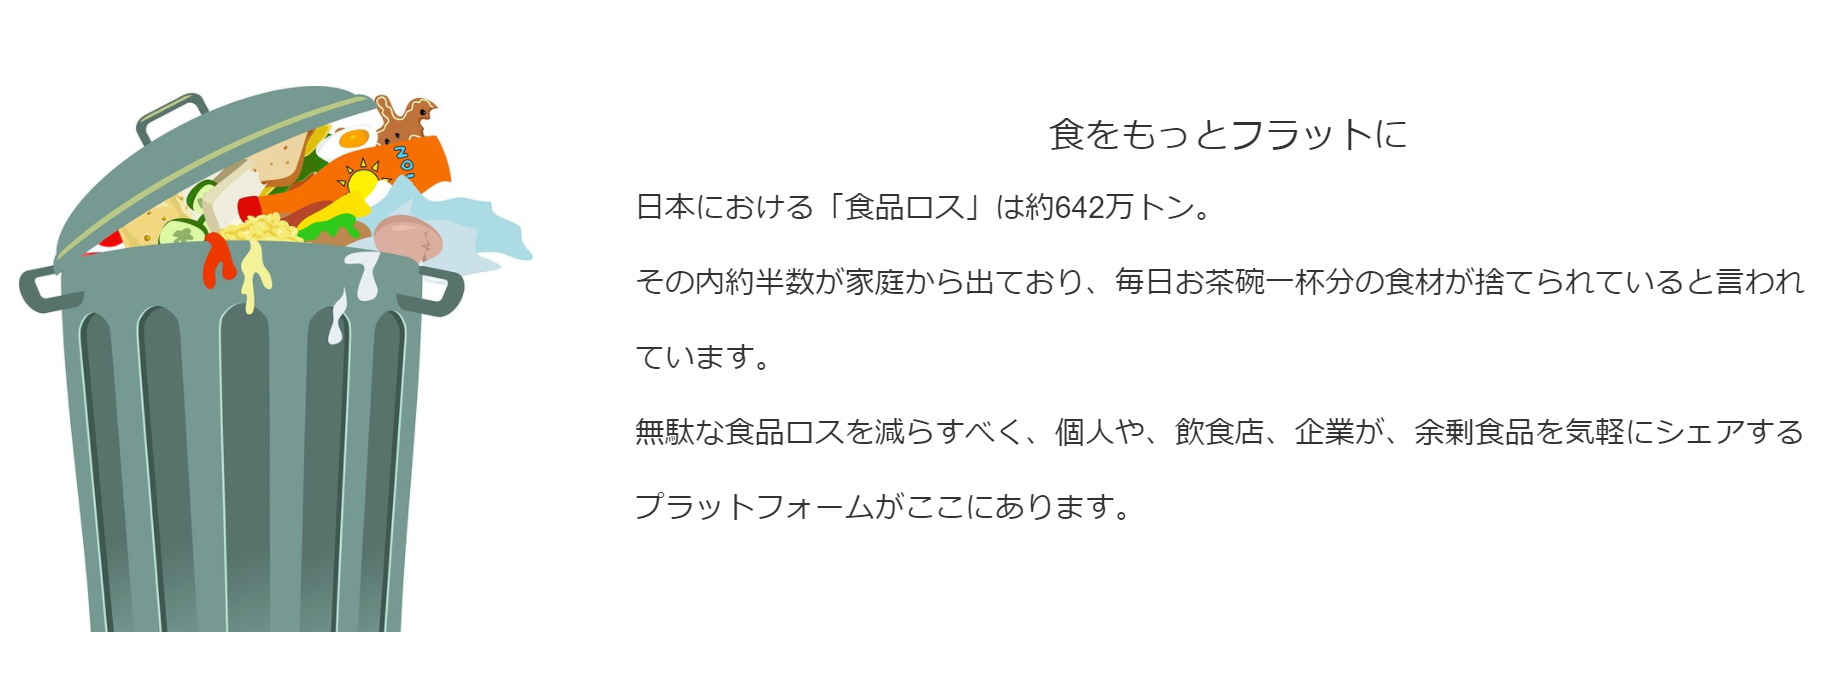 食をもっとフラットに
日本における「食品ロス」は約642万トン。
その内約半数が家庭から出ており、毎日お茶碗一杯分の食材が捨てられていると言われ
ています。
無駄な食品ロスを減らすべく、個人や、飲食店、企業が、余剰食品を気軽にシェアする
プラットフォームがここにあります。